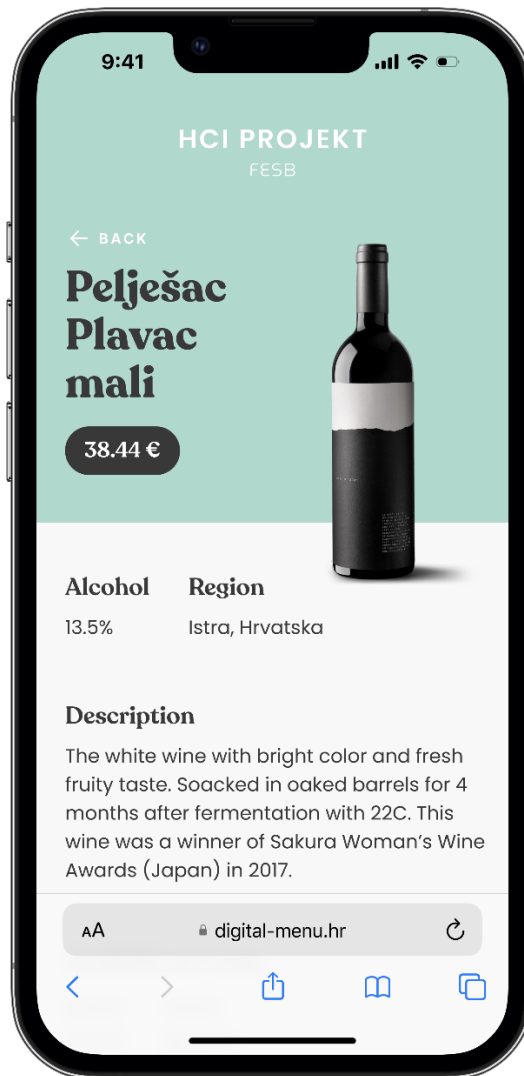 9:41
HCI PROJEKT
FESB
← BACK
Pelješac
Plavac
mali
38.44 €
Alcohol Region
13.5% Istra, Hrvatska
Description
The white wine with bright color and fresh
fruity taste. Soacked in oaked barrels for 4
months after fermentation with 22C. This
wine was a winner of Sakura Woman’s Wine
Awards (Japan) in 2017.
AA digital-menu.hr